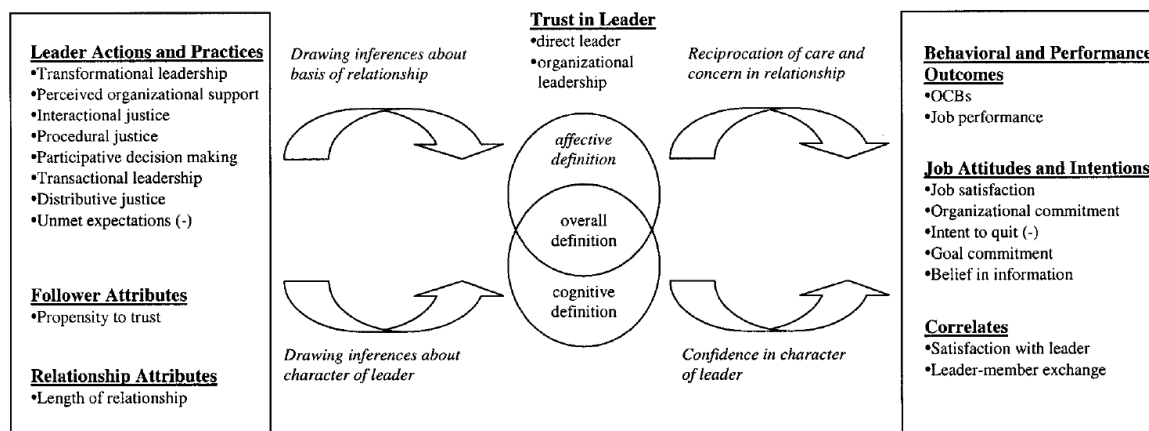 Leader Actions and Practices
•Transformational leadership
•Perceived organizational support
•Interactional justice
•Procedural justice
•Participative decision making
•Transactional leadership
•Distributive justice
•Unmet expectations (-)
Follower Attributes
•Propensity to trust
Relationship Attributes
•Length of relationship
Drawing inferences about
basis of relationship
Drawing inferences about
character of leader
Trust in Leader
•direct leader
•organizational
leadership
affective
definition
overall
definition
cognitive
definition
Reciprocation of care and
concern in relationship
Confidence in character
of leader
Behavioral and Performance
Outcomes
•OCBs
•Job performance
Job Attitudes and Intentions
•Job satisfaction
•Organizational commitment
•Intent to quit (-)
•Goal commitment
•Belief in information
Correlates
•Satisfaction with leader
•Leader-member exchange